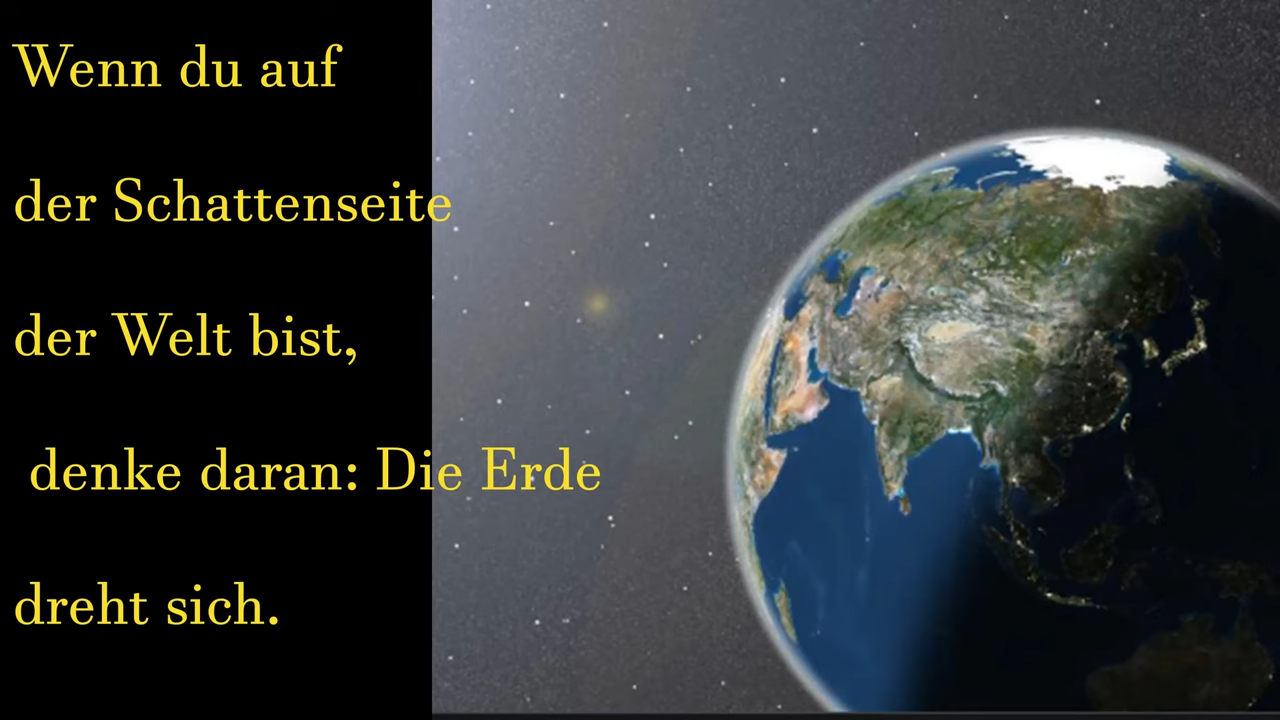 Wenn du auf
der Schattenseite
der Welt bist,
denke daran: Die Erde
dreht sich.